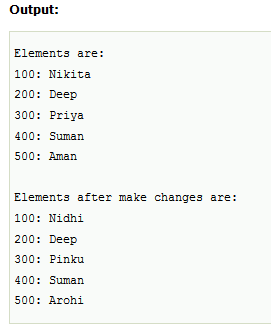 Output:
Elements are:
100: Nikita
200: Deep
300: Priya
400: Suman
500: Aman
Elements after make changes are:
100: Nidhi
200: Deep
300: Pinku
400: Suman
500: Arohi